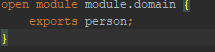 open module module.domain {
    exports person;
}